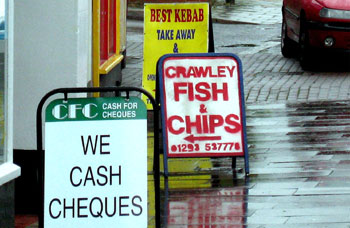 BEST KEBAB
TAKE AWAY
&
CRAWLEY
FISH
&
CHIPS
01293 537778
CFC CASH FOR
CHEQUES
WE
CASH
CHEQUES